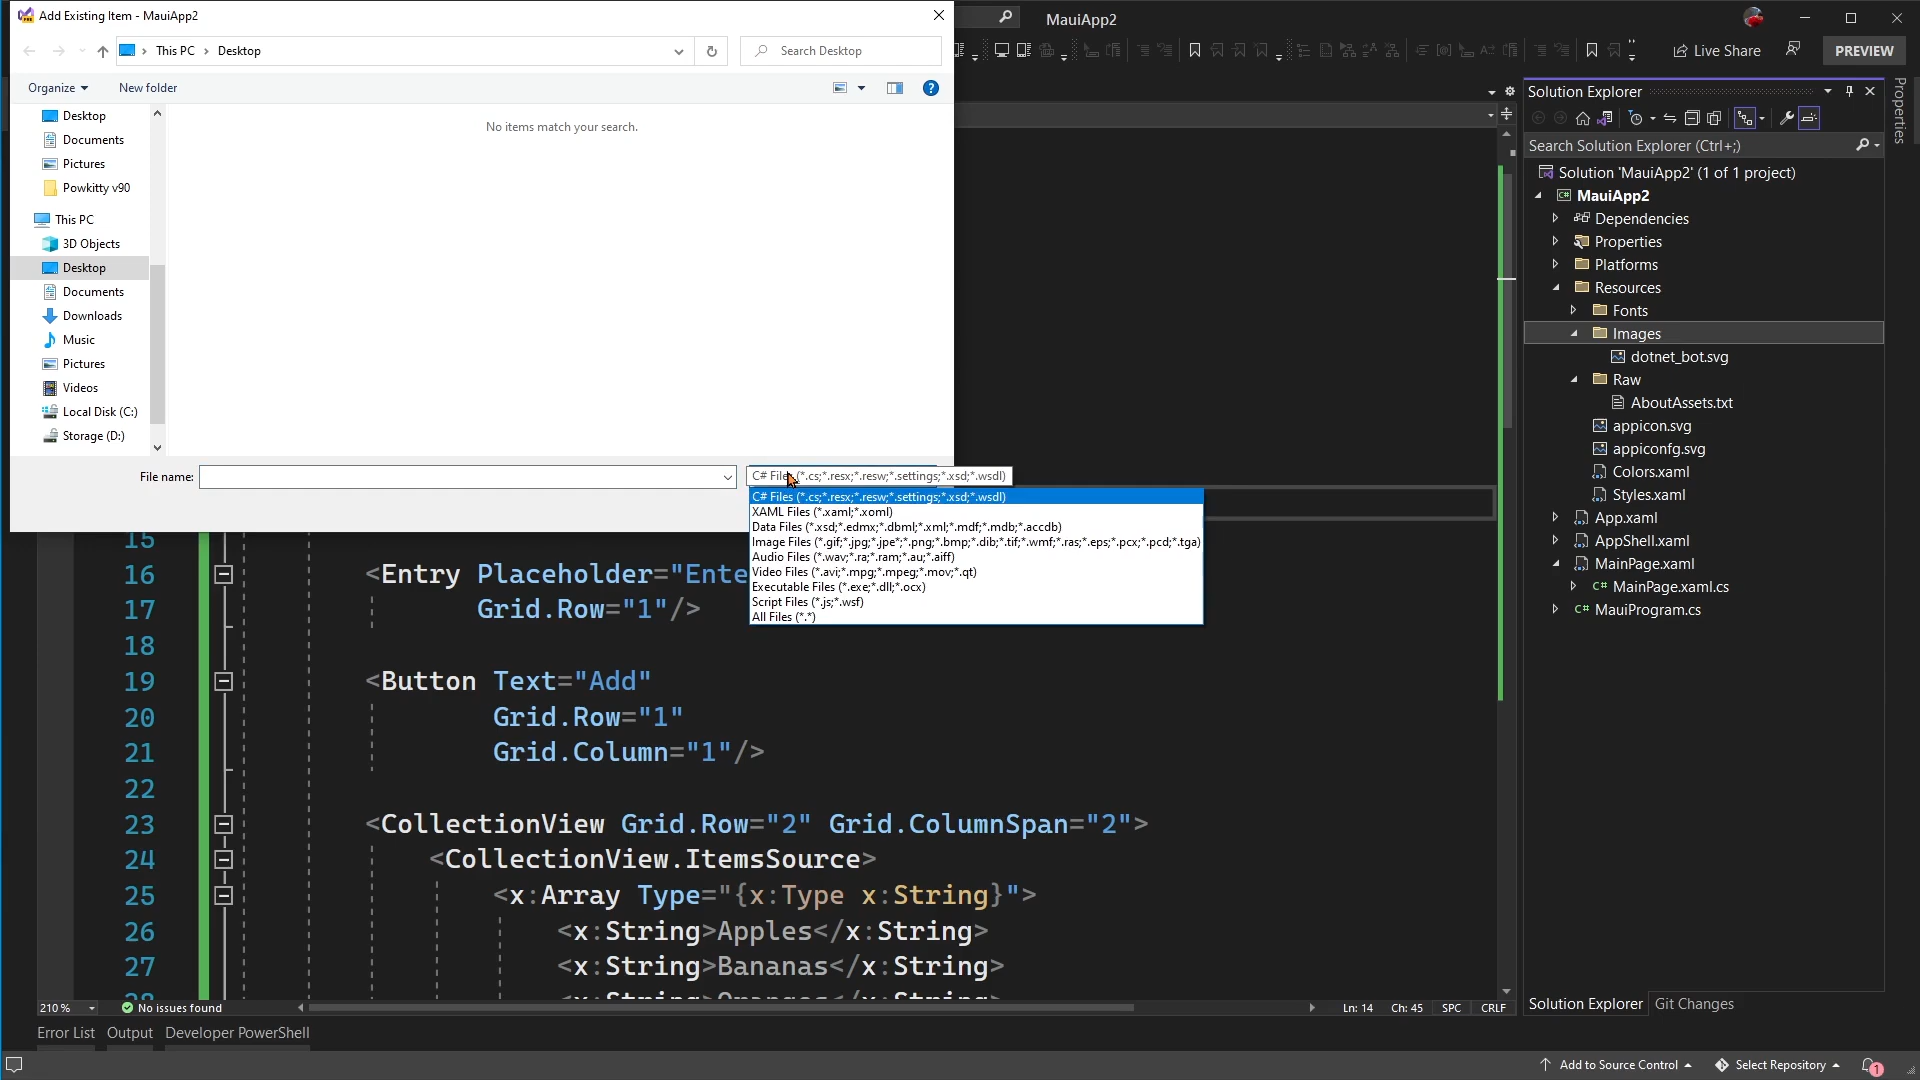 Add Existing Item - MauiApp2
This PC
Desktop
Search Desktop
Organize
New folder
Desktop
Documents
Pictures
Powkitty v90
This PC
3D Objects
Desktop
Documents
Downloads
Music
Pictures
Videos
Local Disk (C:)
Storage (D:)
No items match your search.
File name:
C# Files (*.cs;*.resx;*.resw;*.settings;*.xsd;*.wsdl)
C# Files (*.cs;*.resx;*.resw;*.settings;*.xsd;*.wsdl)
XAML Files (*.xaml;*.xoml)
Data Files (*.xsd;*.edmx;*.dbml;*.xml;*.mdf;*.mdb;*.accdb)
Image Files (*.gif;*.jpg;*.jpe*;*.png;*.bmp;*.dib;*.tif;*.wmf;*.ras;*.eps;*.pcx;*.pcd;*.tga)
Audio Files (*.wav;*.ra;*.ram;*.au;*.aiff)
Video Files (*.avi;*.mpg;*.mpeg;*.mov;*.qt)
Executable Files (*.exe;*.dll;*.ocx)
Script Files (*.js;*.wsf)
All Files (*.*)
MauiApp2
Live Share
PREVIEW
15
16 <Entry Placeholder="Ente
17 Grid.Row="1"/>
18
19 <Button Text="Add"
20 Grid.Row="1"
21 Grid.Column="1"/>
22
23 <CollectionView Grid.Row="2" Grid.ColumnSpan="2">
24 <CollectionView.ItemsSource>
25 <x:Array Type="{x:Type x:String}">
26 <x:String>Apples</x:String>
27 <x:String>Bananas</x:String>
28 <x:String>Oranges</x:String>
210 %
No issues found
Ln: 14 Ch: 45 SPC CRLF
Error List Output Developer PowerShell
Solution Explorer
Search Solution Explorer (Ctrl+;)
Solution 'MauiApp2' (1 of 1 project)
MauiApp2
Dependencies
Properties
Platforms
Resources
Fonts
Images
dotnet_bot.svg
Raw
AboutAssets.txt
appicon.svg
appiconfg.svg
Colors.xaml
Styles.xaml
App.xaml
AppShell.xaml
MainPage.xaml
C# MainPage.xaml.cs
C# MauiProgram.cs
Solution Explorer Git Changes
Properties
Add to Source Control
Select Repository
1